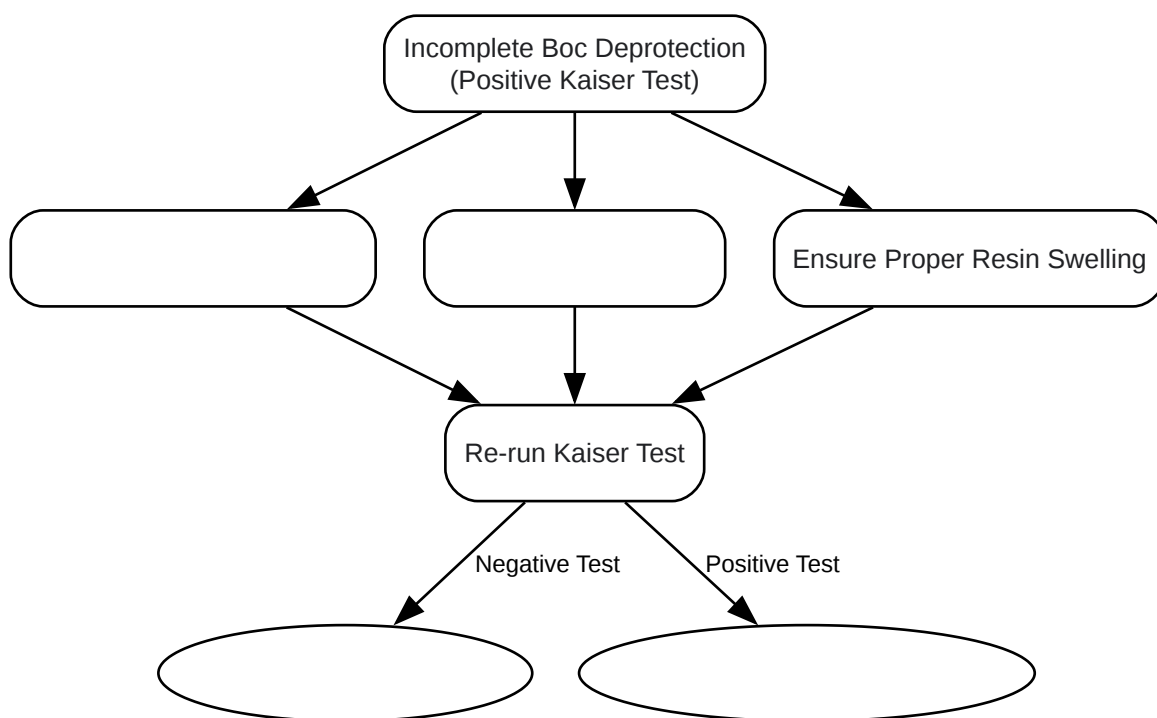 Incomplete Boc Deprotection
(Positive Kaiser Test)
Ensure Proper Resin Swelling
Re-run Kaiser Test
Negative Test
Positive Test